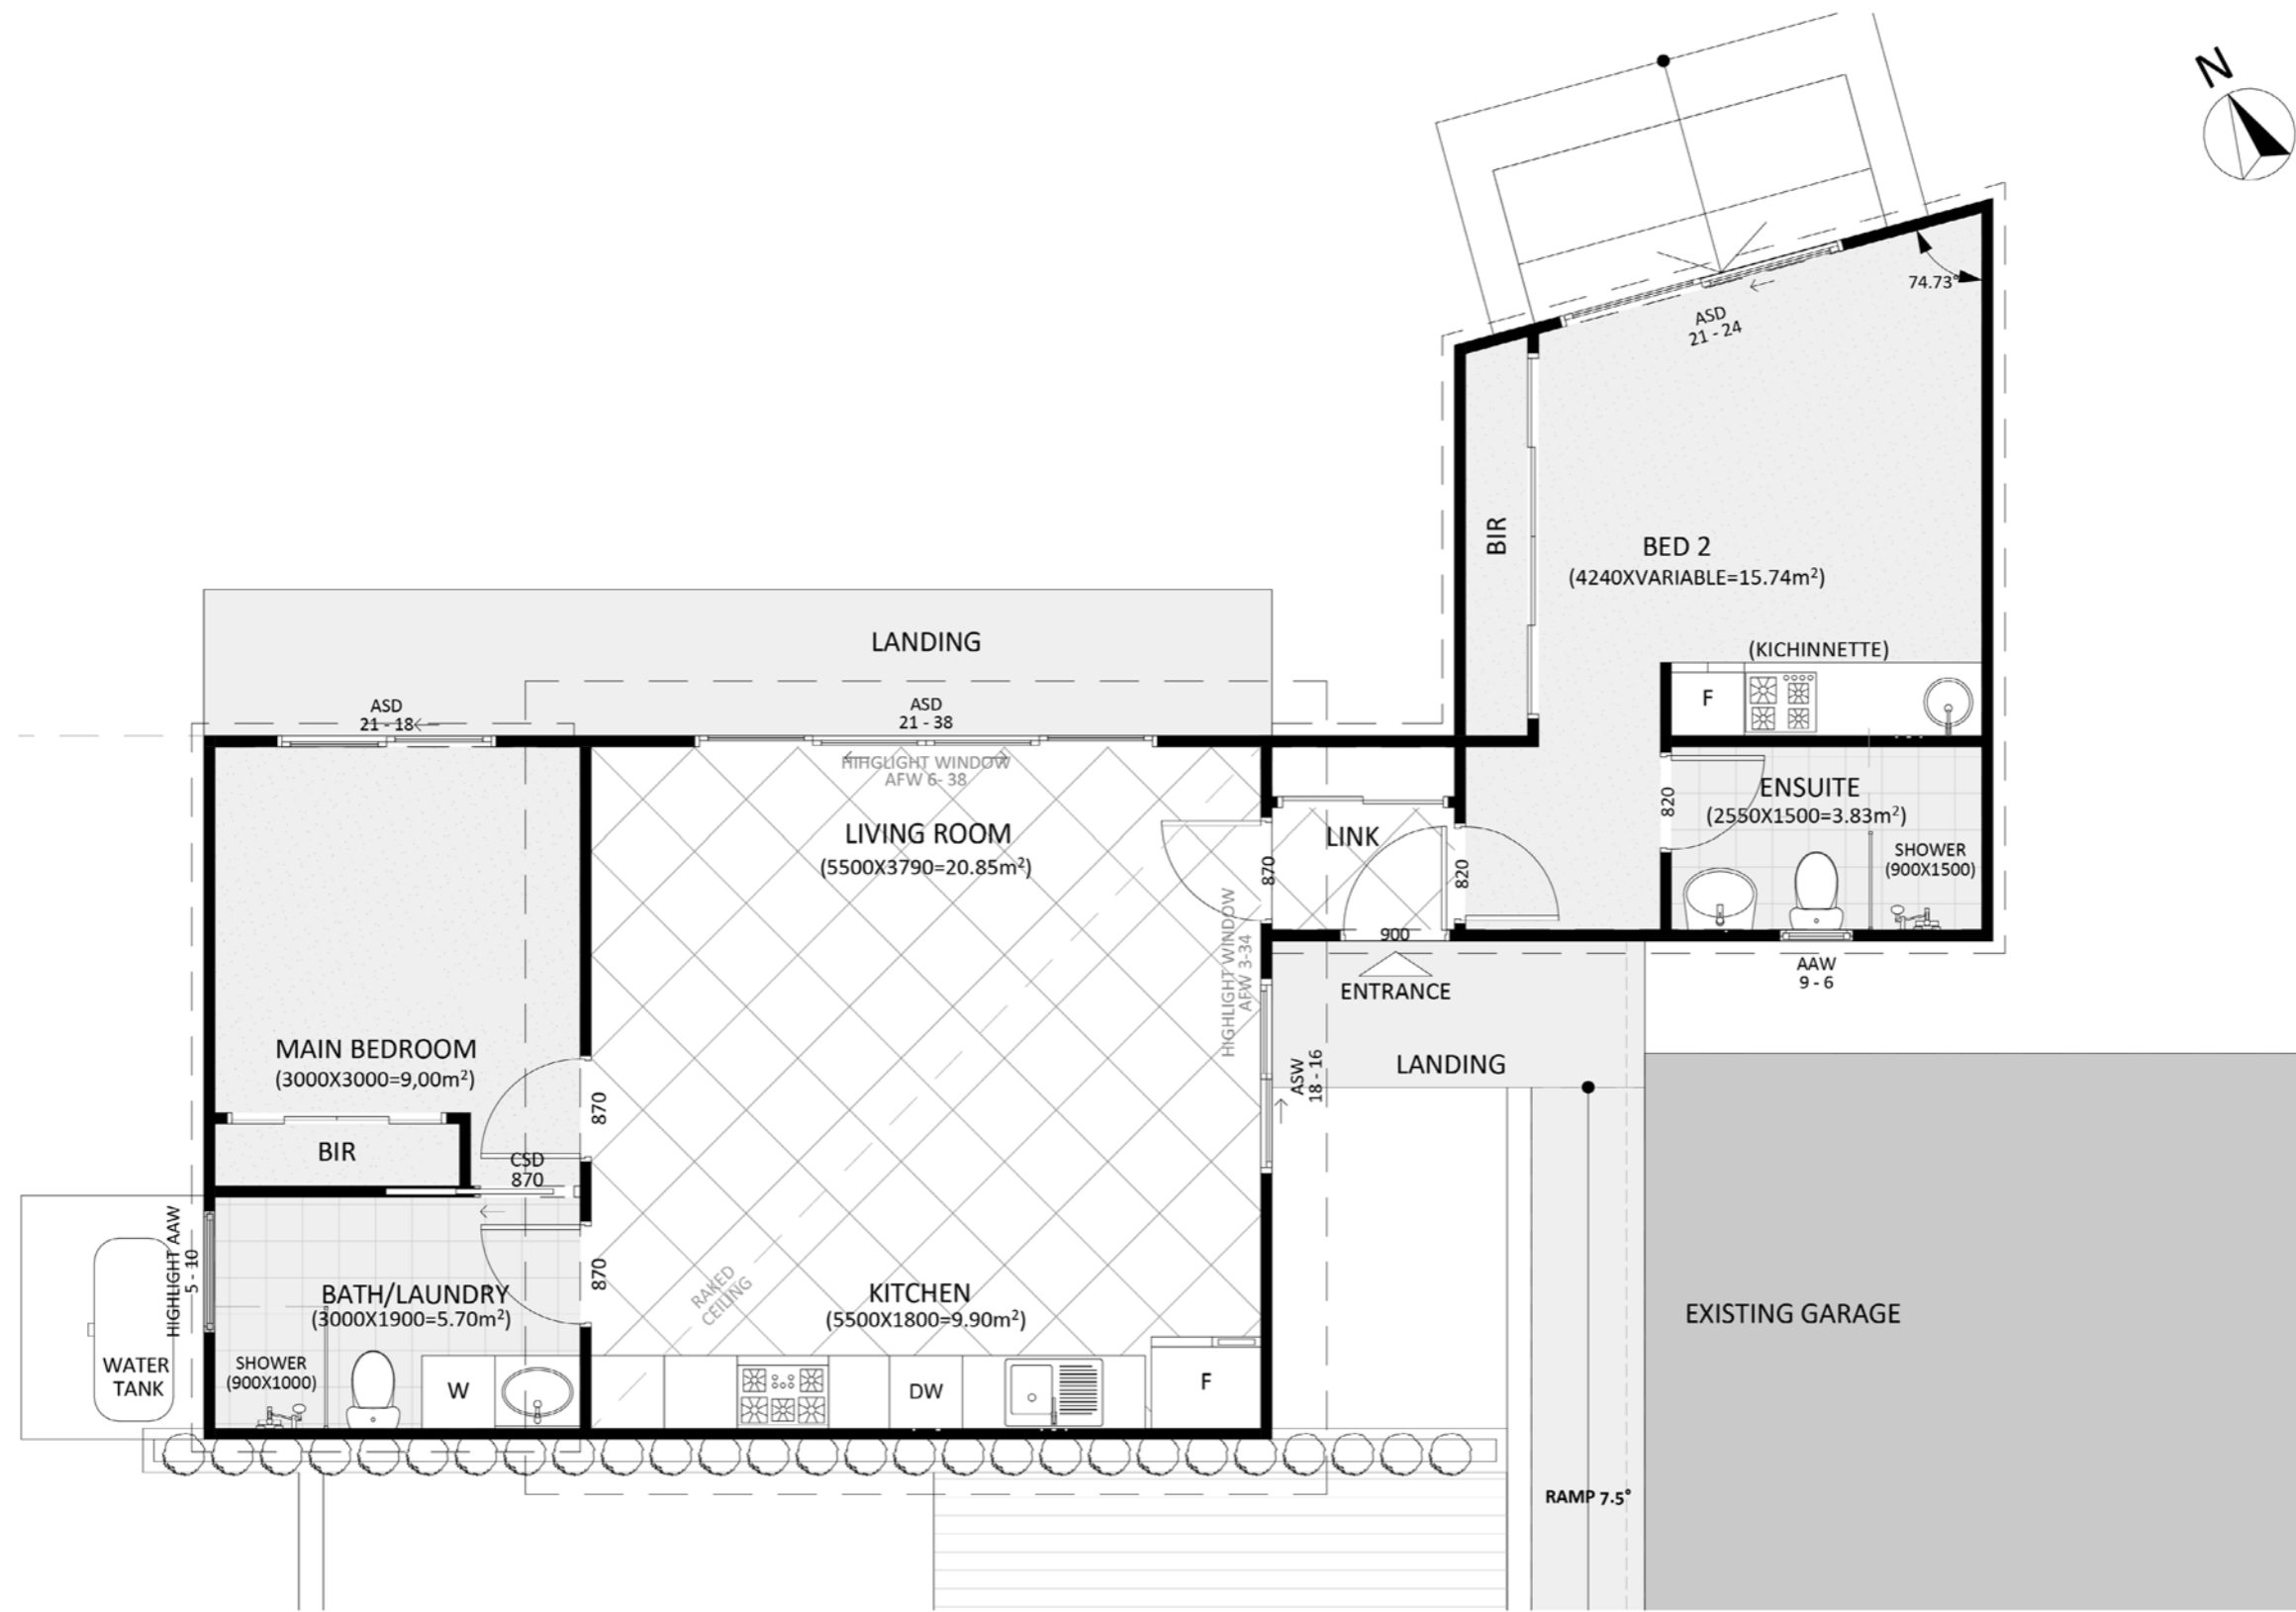 N
74.73°
ASD
21 - 24
BIR
BED 2
(4240XVARIABLE=15.74m²)
(KICHINNETTE)
F
LANDING
ASD
21 - 18
ASD
21 - 38
HIHGLIGHT WINDOW
AFW 6- 38
LIVING ROOM
(5500X3790=20.85m²)
LINK
870
820
820
ENSUITE
(2550X1500=3.83m²)
SHOWER
(900X1500)
900
ENTRANCE
AAW
9 - 6
HIGHLIGHT WINDOW
AFW 3-34
LANDING
ASW
18 - 16
MAIN BEDROOM
(3000X3000=9,00m²)
870
BIR
CSD
870
HIGHLIGHT AAW
5 - 10
BATH/LAUNDRY
(3000X1900=5.70m²)
870
RAKED
CEILING
KITCHEN
(5500X1800=9.90m²)
EXISTING GARAGE
WATER
TANK
SHOWER
(900X1000)
W
DW
F
RAMP 7.5°